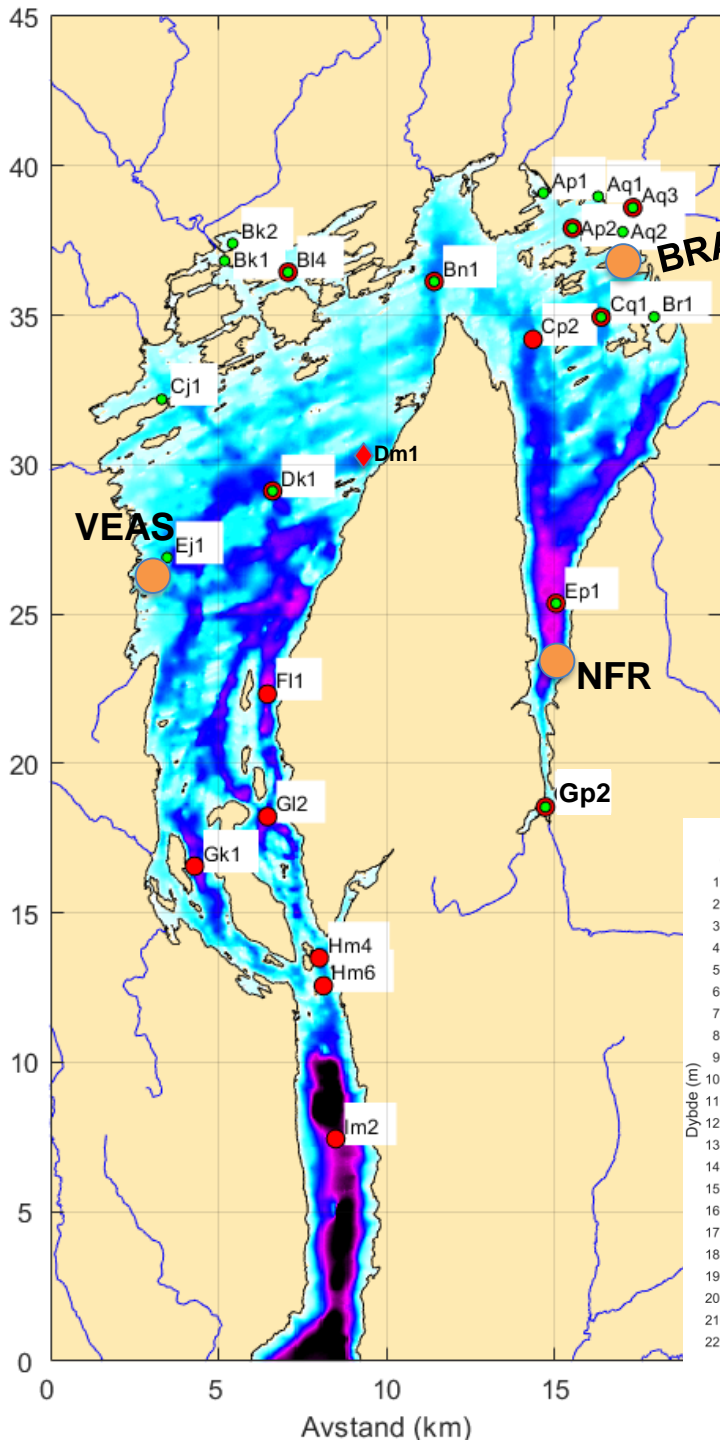 45
40
35
30
25
20
15
10
5
0
0
5
10
15
Avstand (km)
Ap1
Aq1
Aq3
Bk2
Ap2
Aq2
Bk1
Bl4
BRA
Bn1
Cq1
Br1
Cp2
Cj1
Dm1
Dk1
VEAS
Ej1
Ep1
Fl1
NFR
Gl2
Gp2
Gk1
Hm4
Hm6
Im2
Dybde (m)
1
2
3
4
5
6
7
8
9
10
11
12
13
14
15
16
17
18
19
20
21
22